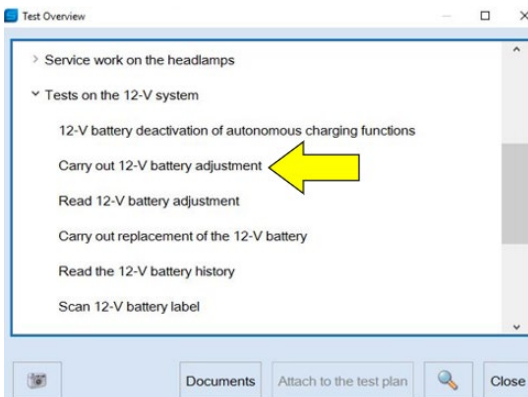 Test Overview
Service work on the headlamps
Tests on the 12-V system
12-V battery deactivation of autonomous charging functions
Carry out 12-V battery adjustment
Read 12-V battery adjustment
Carry out replacement of the 12-V battery
Read the 12-V battery history
Scan 12-V battery label
Documents Attach to the test plan Close